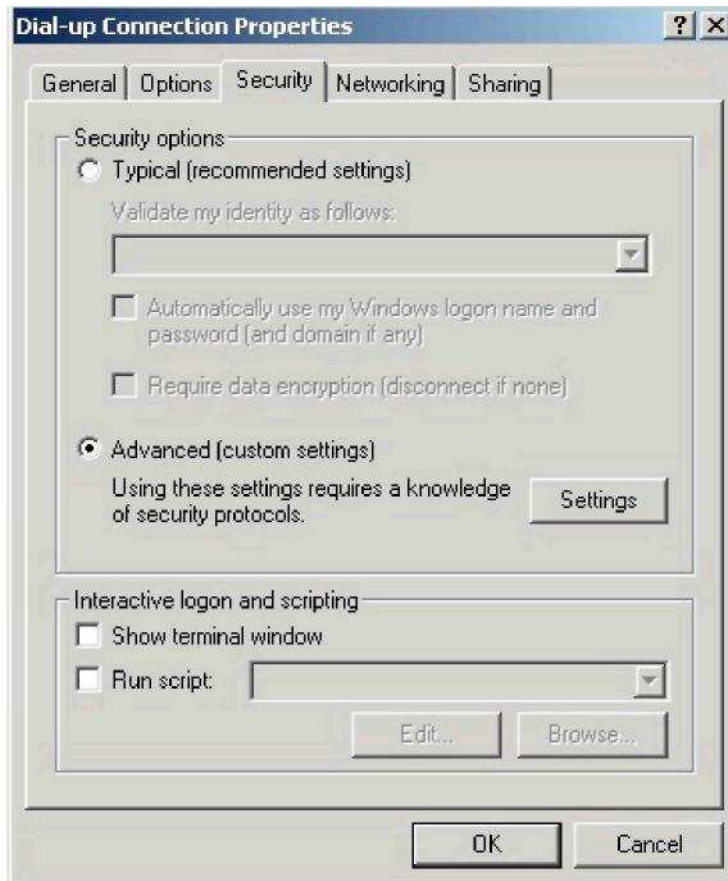 Dial-up Connection Properties
General Options Security Networking Sharing
Security options
Typical (recommended settings)
Validate my identity as follows:
Automatically use my Windows logon name and
password (and domain if any)
Require data encryption (disconnect if none)
Advanced (custom settings)
Using these settings requires a knowledge
of security protocols.
Settings
Interactive logon and scripting
Show terminal window
Run script:
Edit... Browse...
OK Cancel